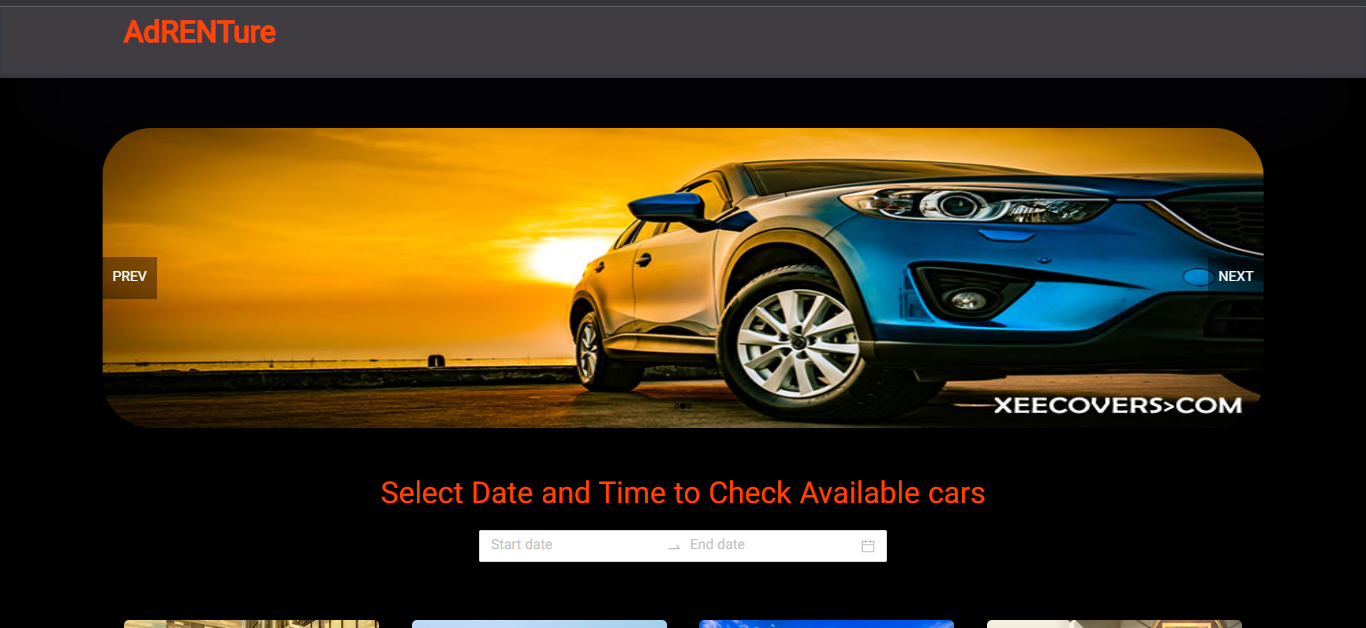 AdRENTure
PREV
NEXT
XEECOVERS>COM
Select Date and Time to Check Available cars
Start date
End date